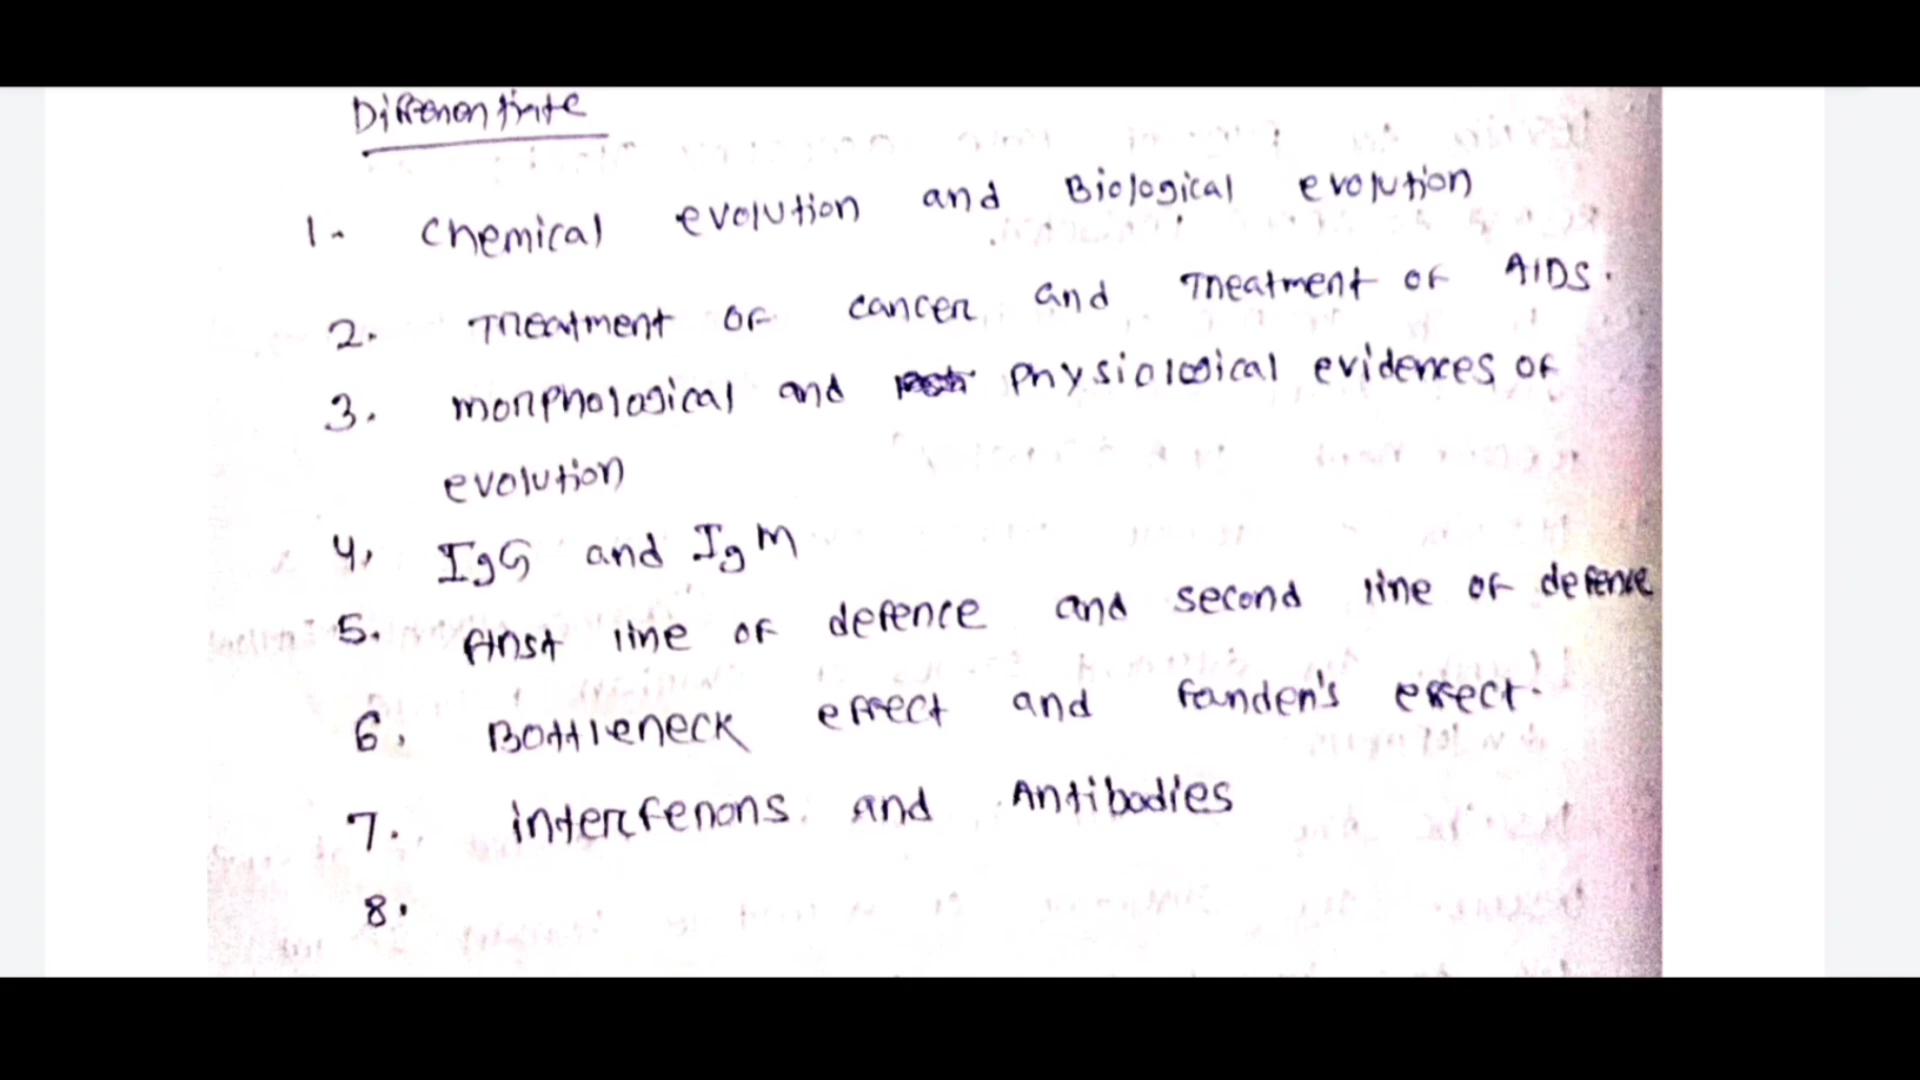 Differentiate
1. Chemical evolution and Biological evolution
2. Treatment of cancer and Treatment of AIDS.
3. morphological and physiological evidences of
evolution
4, IgG and IgM
5. first line of defence and second line of defence
6. Bottleneck effect and founder's effect.
7. interferons and Antibodies
8.